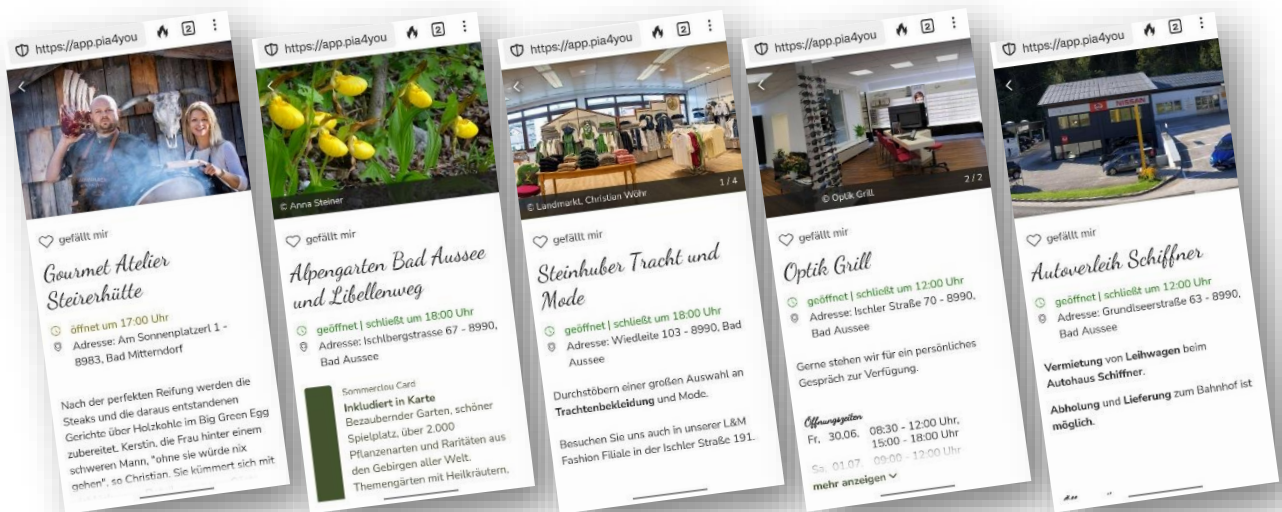 https://app.pia4you
2
gefällt mir
Gourmet Atelier
Steirerhütte
öffnet um 17:00 Uhr
Adresse: Am Sonnenplatzerl 1 -
8983, Bad Mitterndorf
Nach der perfekten Reifung werden die
Steaks und die daraus entstandenen
Gerichte über Holzkohle im Big Green Egg
zubereitet. Kerstin, die Frau hinter einem
schweren Mann, "ohne sie würde nix
gehen", so Christian. Sie kümmert sich mit
https://app.pia4you
2
© Anna Steiner
gefällt mir
Alpengarten Bad Aussee
und Libellenweg
geöffnet | schließt um 18:00 Uhr
Adresse: Ischlbergstrasse 67 - 8990,
Bad Aussee
Sommerclou Card
Inkludiert in Karte
Bezaubernder Garten, schöner
Spielplatz, über 2.000
Pflanzenarten und Raritäten aus
den Gebirgen aller Welt.
Themengärten mit Heilkräutern,
https://app.pia4you
2
© Landmarkt, Christian Wöhr
1 / 4
gefällt mir
Steinhuber Tracht und
Mode
geöffnet | schließt um 18:00 Uhr
Adresse: Wiedleite 103 - 8990, Bad
Aussee
Durchstöbern einer großen Auswahl an
Trachtenbekleidung und Mode.
Besuchen Sie uns auch in unserer L&M
Fashion Filiale in der Ischler Straße 191.
https://app.pia4you
2
© Optik Grill
2 / 2
gefällt mir
Optik Grill
geöffnet | schließt um 12:00 Uhr
Adresse: Ischler Straße 70 - 8990,
Bad Aussee
Gerne stehen wir für ein persönliches
Gespräch zur Verfügung.
Öffnungszeiten
Fr, 30.06. 08:30 - 12:00 Uhr,
15:00 - 18:00 Uhr
Sa, 01.07. 09:00 - 12:00 Uhr
mehr anzeigen
https://app.pia4you
2
NISSAN
gefällt mir
Autoverleih Schiffner
geöffnet | schließt um 12:00 Uhr
Adresse: Grundlseerstraße 63 - 8990,
Bad Aussee
Vermietung von Leihwagen beim
Autohaus Schiffner.
Abholung und Lieferung zum Bahnhof ist
möglich.